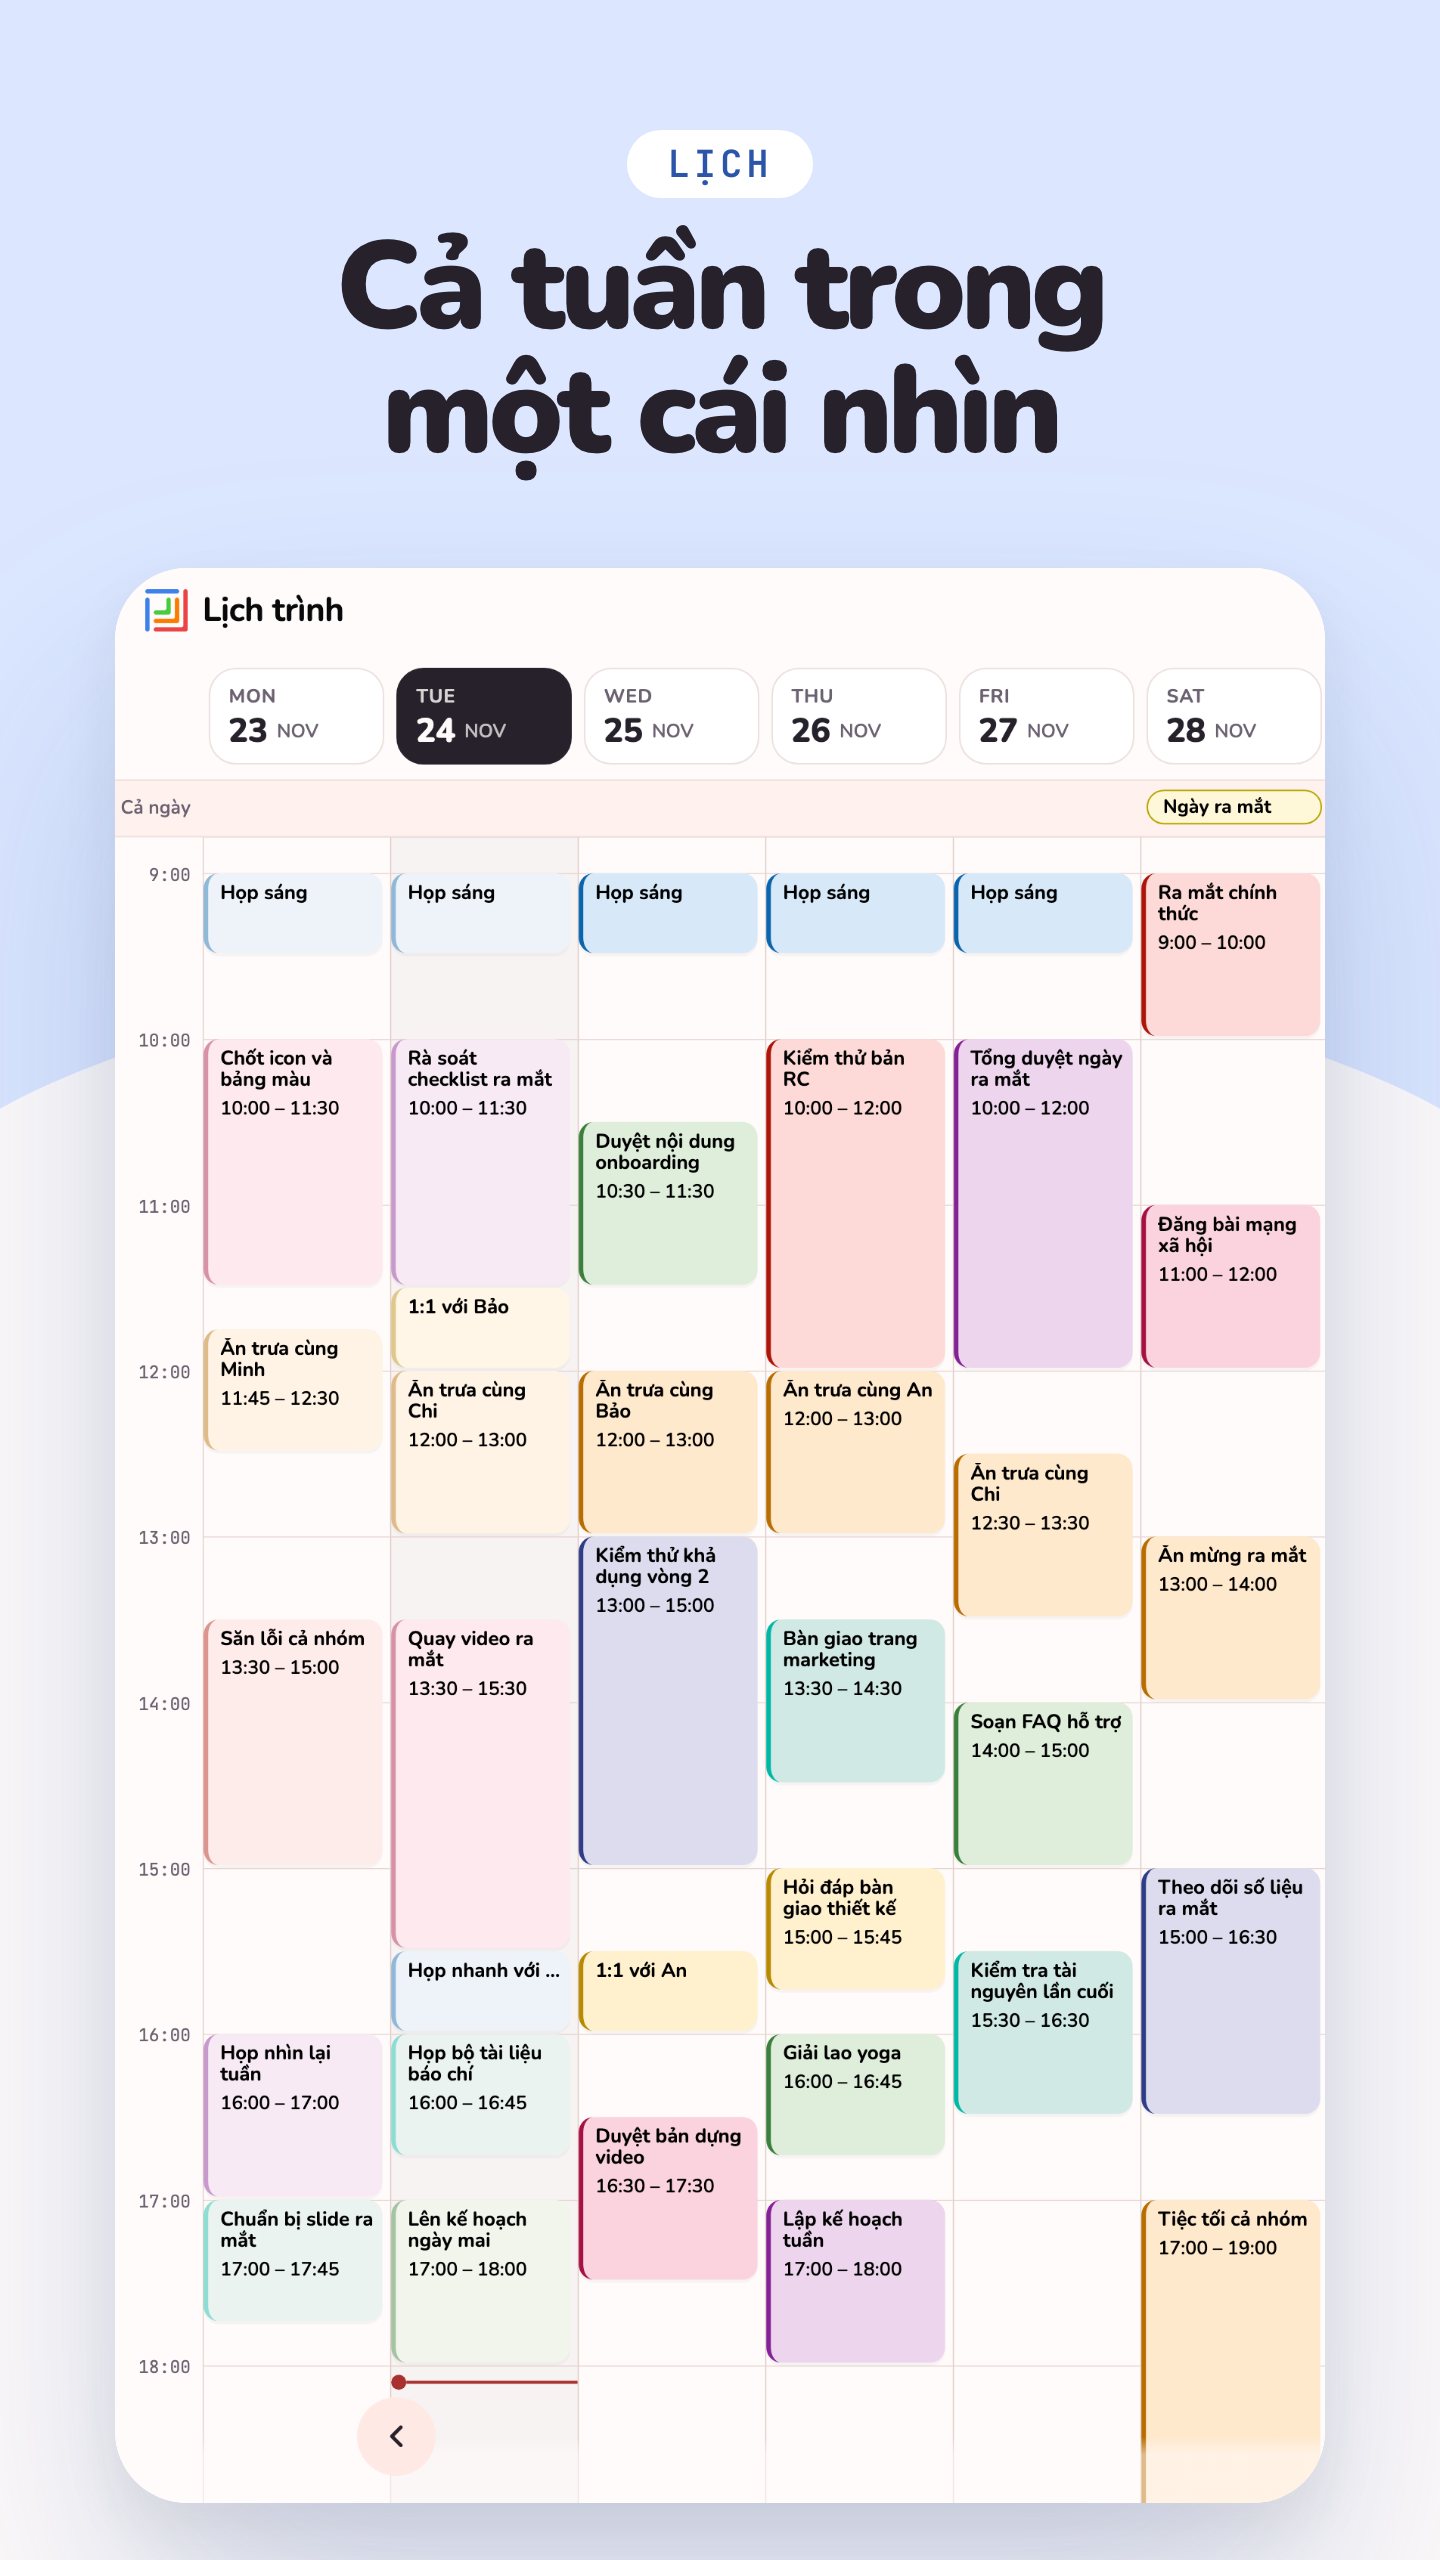 LỊCH
Cả tuần trong
một cái nhìn
Lịch trình
MON
23 NOV
TUE
24 NOV
WED
25 NOV
THU
26 NOV
FRI
27 NOV
SAT
28 NOV
Cả ngày
Ngày ra mắt
9:00
10:00
11:00
12:00
13:00
14:00
15:00
16:00
17:00
18:00
Họp sáng
Chốt icon và
bảng màu
10:00 – 11:30
Ăn trưa cùng
Minh
11:45 – 12:30
Săn lỗi cả nhóm
13:30 – 15:00
Họp nhìn lại
tuần
16:00 – 17:00
Chuẩn bị slide ra
mắt
17:00 – 17:45
Họp sáng
Rà soát
checklist ra mắt
10:00 – 11:30
1:1 với Bảo
Ăn trưa cùng
Chi
12:00 – 13:00
Quay video ra
mắt
13:30 – 15:30
Họp nhanh với ...
Họp bộ tài liệu
báo chí
16:00 – 16:45
Lên kế hoạch
ngày mai
17:00 – 18:00
Họp sáng
Duyệt nội dung
onboarding
10:30 – 11:30
Ăn trưa cùng
Bảo
12:00 – 13:00
Kiểm thử khả
dụng vòng 2
13:00 – 15:00
1:1 với An
Duyệt bản dựng
video
16:30 – 17:30
Họp sáng
Kiểm thử bản
RC
10:00 – 12:00
Ăn trưa cùng An
12:00 – 13:00
Bàn giao trang
marketing
13:30 – 14:30
Hỏi đáp bàn
giao thiết kế
15:00 – 15:45
Giải lao yoga
16:00 – 16:45
Lập kế hoạch
tuần
17:00 – 18:00
Họp sáng
Tổng duyệt ngày
ra mắt
10:00 – 12:00
Ăn trưa cùng
Chi
12:30 – 13:30
Soạn FAQ hỗ trợ
14:00 – 15:00
Kiểm tra tài
nguyên lần cuối
15:30 – 16:30
Ra mắt chính
thức
9:00 – 10:00
Đăng bài mạng
xã hội
11:00 – 12:00
Ăn mừng ra mắt
13:00 – 14:00
Theo dõi số liệu
ra mắt
15:00 – 16:30
Tiệc tối cả nhóm
17:00 – 19:00